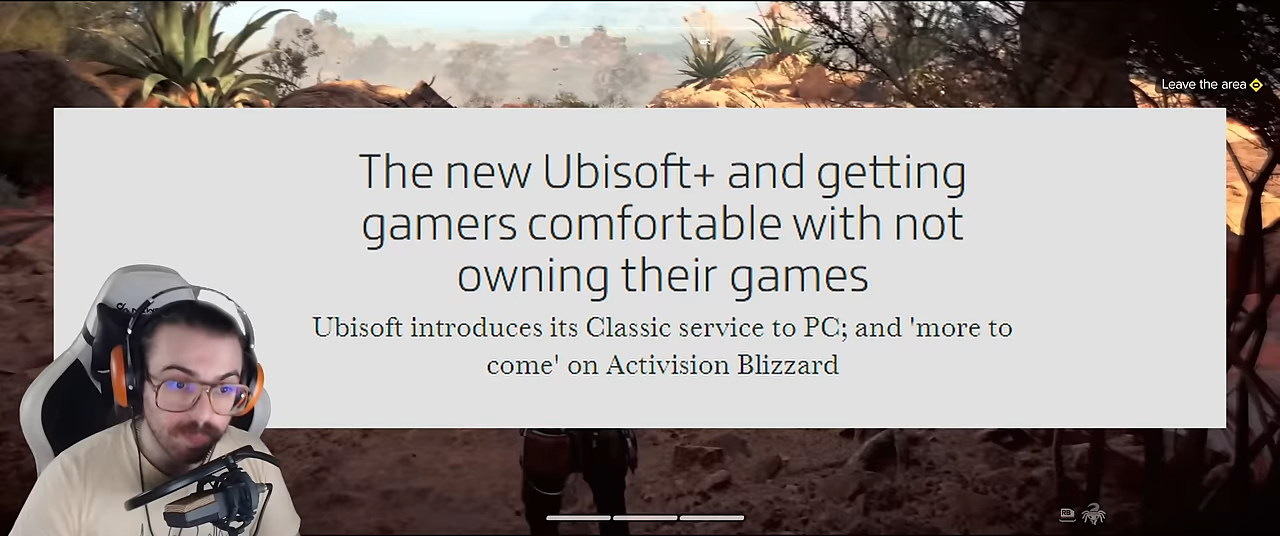 Leave the area
The new Ubisoft+ and getting
gamers comfortable with not
owning their games
Ubisoft introduces its Classic service to PC; and 'more to
come' on Activision Blizzard
RB